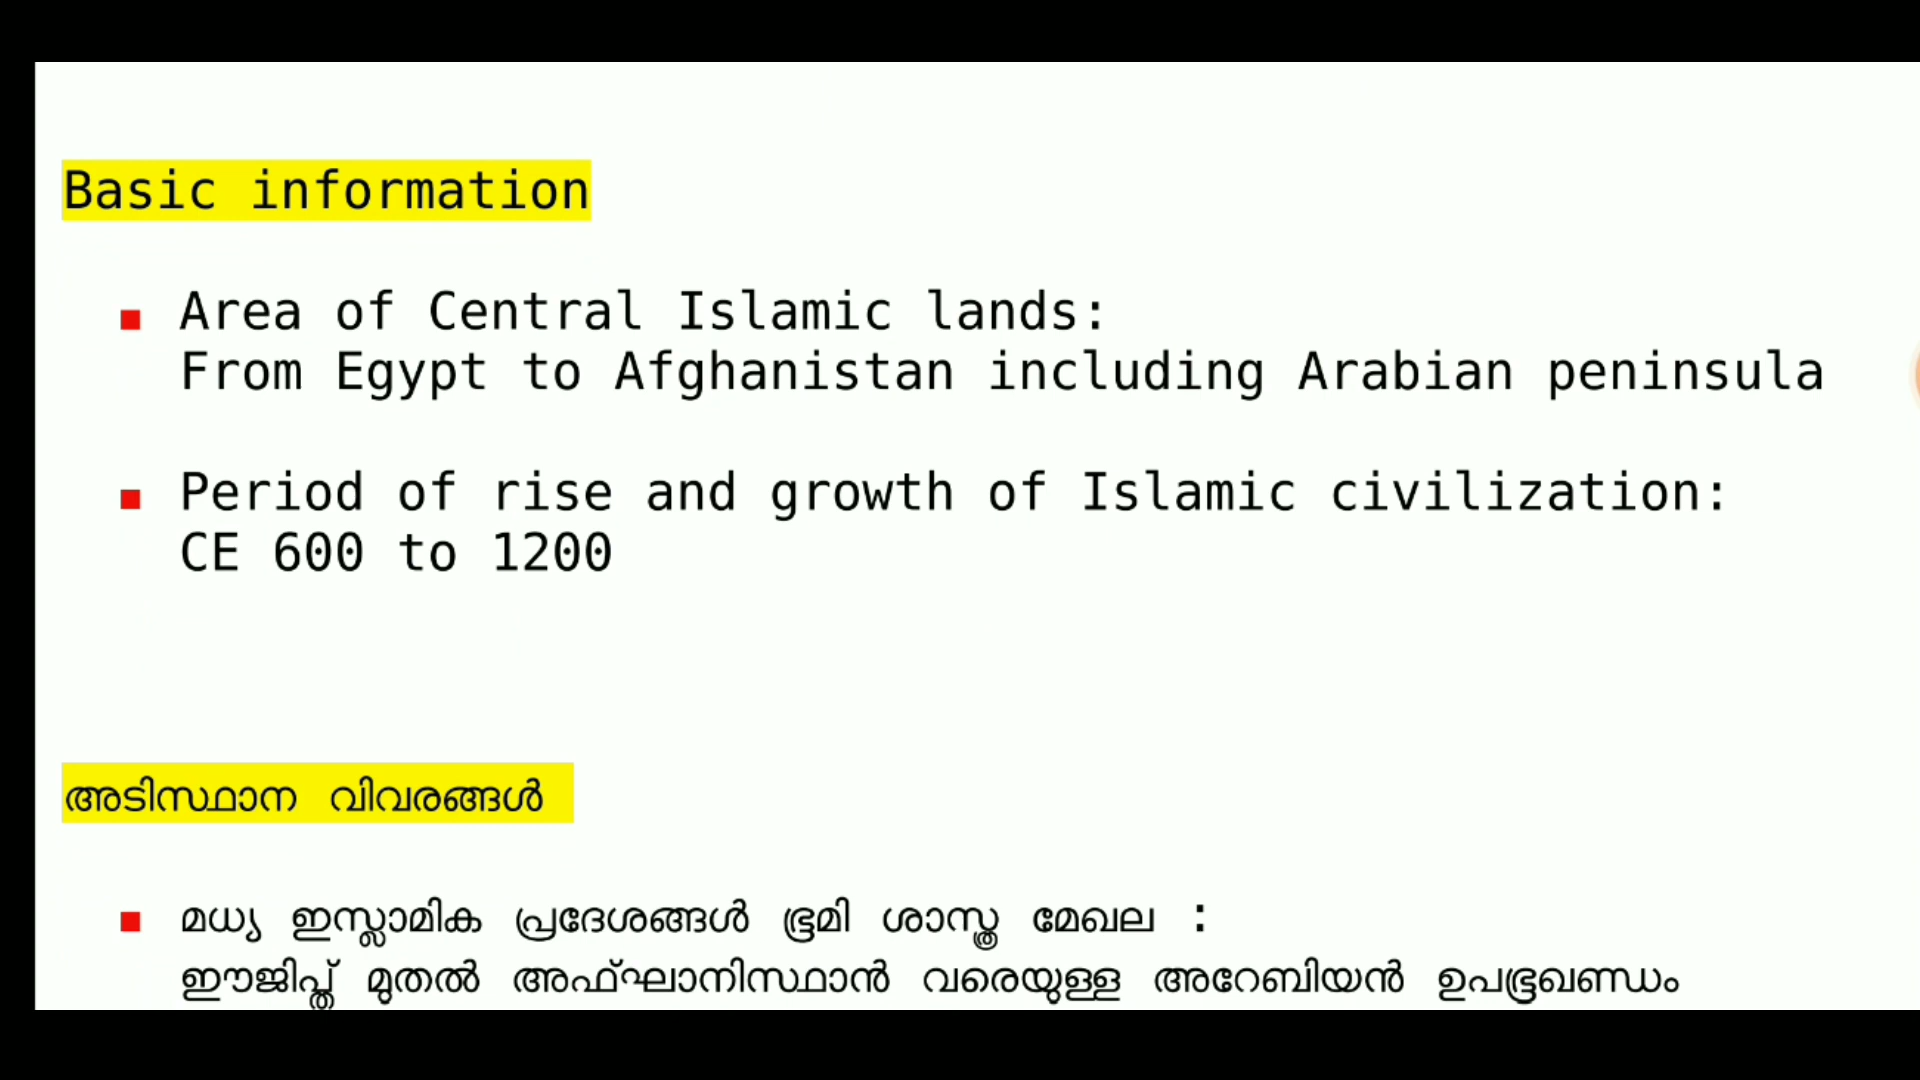 Basic information
Area of Central Islamic lands:
From Egypt to Afghanistan including Arabian peninsula
Period of rise and growth of Islamic civilization:
CE 600 to 1200
അടിസ്ഥാന വിവരങ്ങൾ
മധ്യ ഇസ്ലാമിക പ്രദേശങ്ങൾ ഭൂമി ശാസ്ത്ര മേഖല :
ഈജിപ്ത് മുതൽ അഫ്ഘാനിസ്ഥാൻ വരെയുള്ള അറേബിയൻ ഉപഭൂഖണ്ഡം